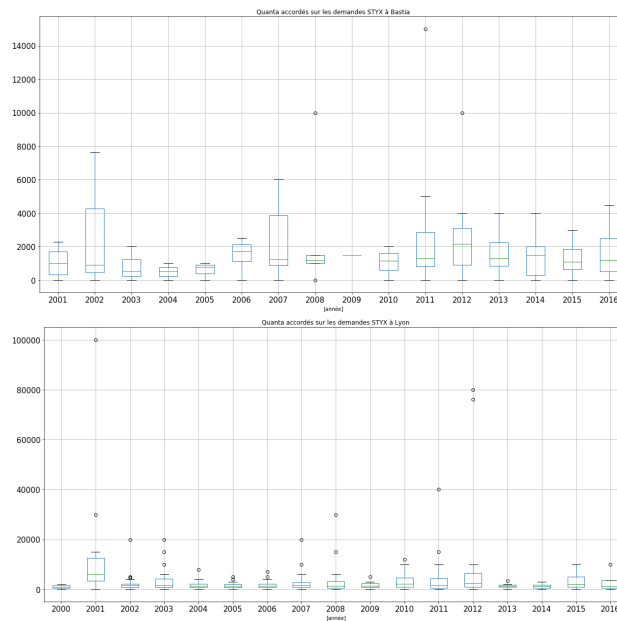 Quanta accordés sur les demandes STYX à Bastia
14000
12000
10000
8000
6000
4000
2000
0
2001 2002 2003 2004 2005 2006 2007 2008 2009 2010 2011 2012 2013 2014 2015 2016
[année]
Quanta accordés sur les demandes STYX à Lyon
100000
80000
60000
40000
20000
0
2000 2001 2002 2003 2004 2005 2006 2007 2008 2009 2010 2011 2012 2013 2014 2015 2016
[année]